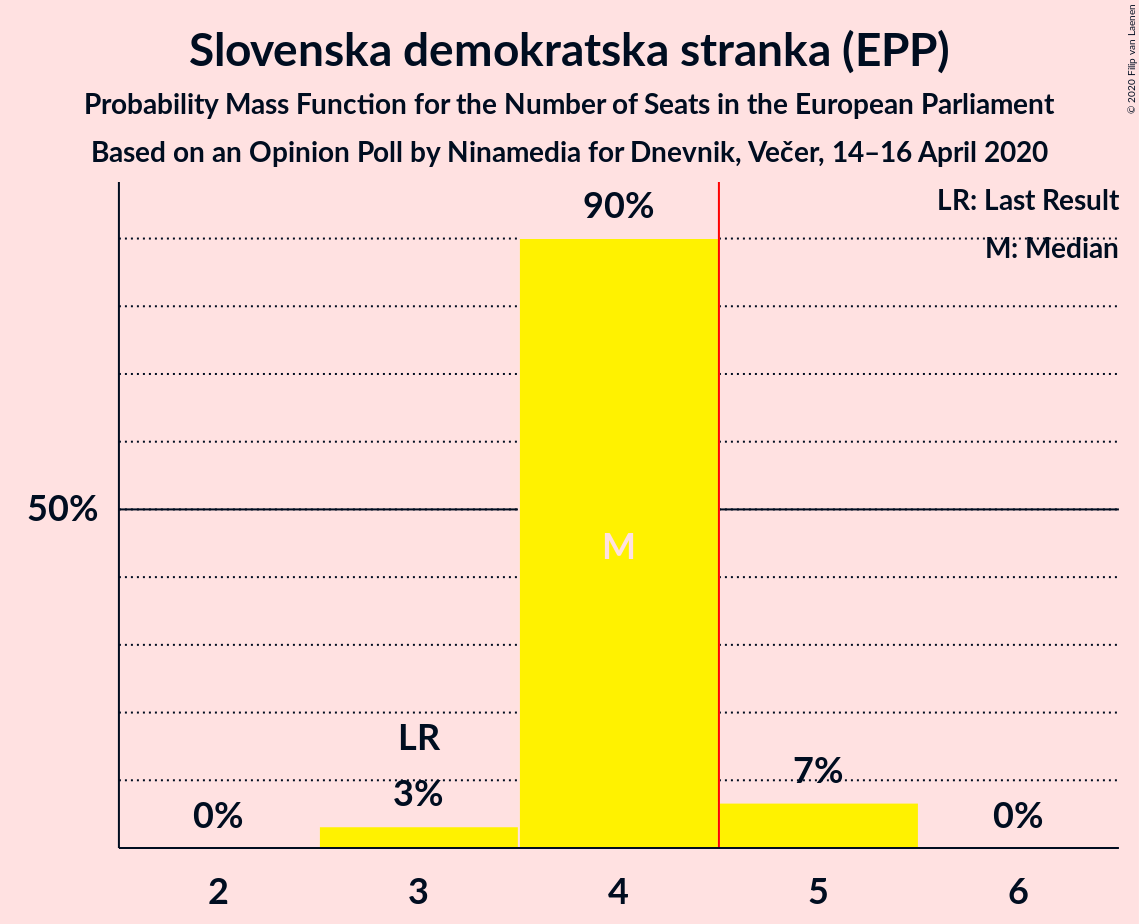 Slovenska demokratska stranka (EPP)
Probability Mass Function for the Number of Seats in the European Parliament
Based on an Opinion Poll by Ninamedia for Dnevnik, Večer, 14–16 April 2020
© 2020 Filip van Laenen
LR: Last Result
M: Median
90%
50%
M
LR
7%
3%
0%
0%
2 3 4 5 6